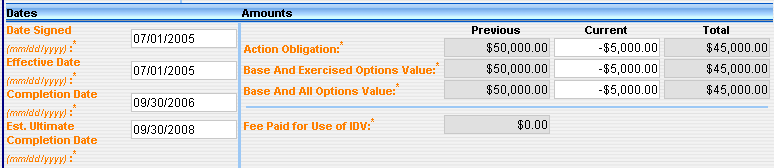 Dates Amounts
Date Signed
(mm/dd/yyyy) :* 07/01/2005
Effective Date
(mm/dd/yyyy) :* 07/01/2005
Completion Date
(mm/dd/yyyy) :* 09/30/2006
Est. Ultimate
Completion Date
(mm/dd/yyyy) :* 09/30/2008
Previous Current Total
Action Obligation:* $50,000.00 -$5,000.00 $45,000.00
Base And Exercised Options Value:* $50,000.00 -$5,000.00 $45,000.00
Base And All Options Value:* $50,000.00 -$5,000.00 $45,000.00
Fee Paid for Use of IDV:* $0.00